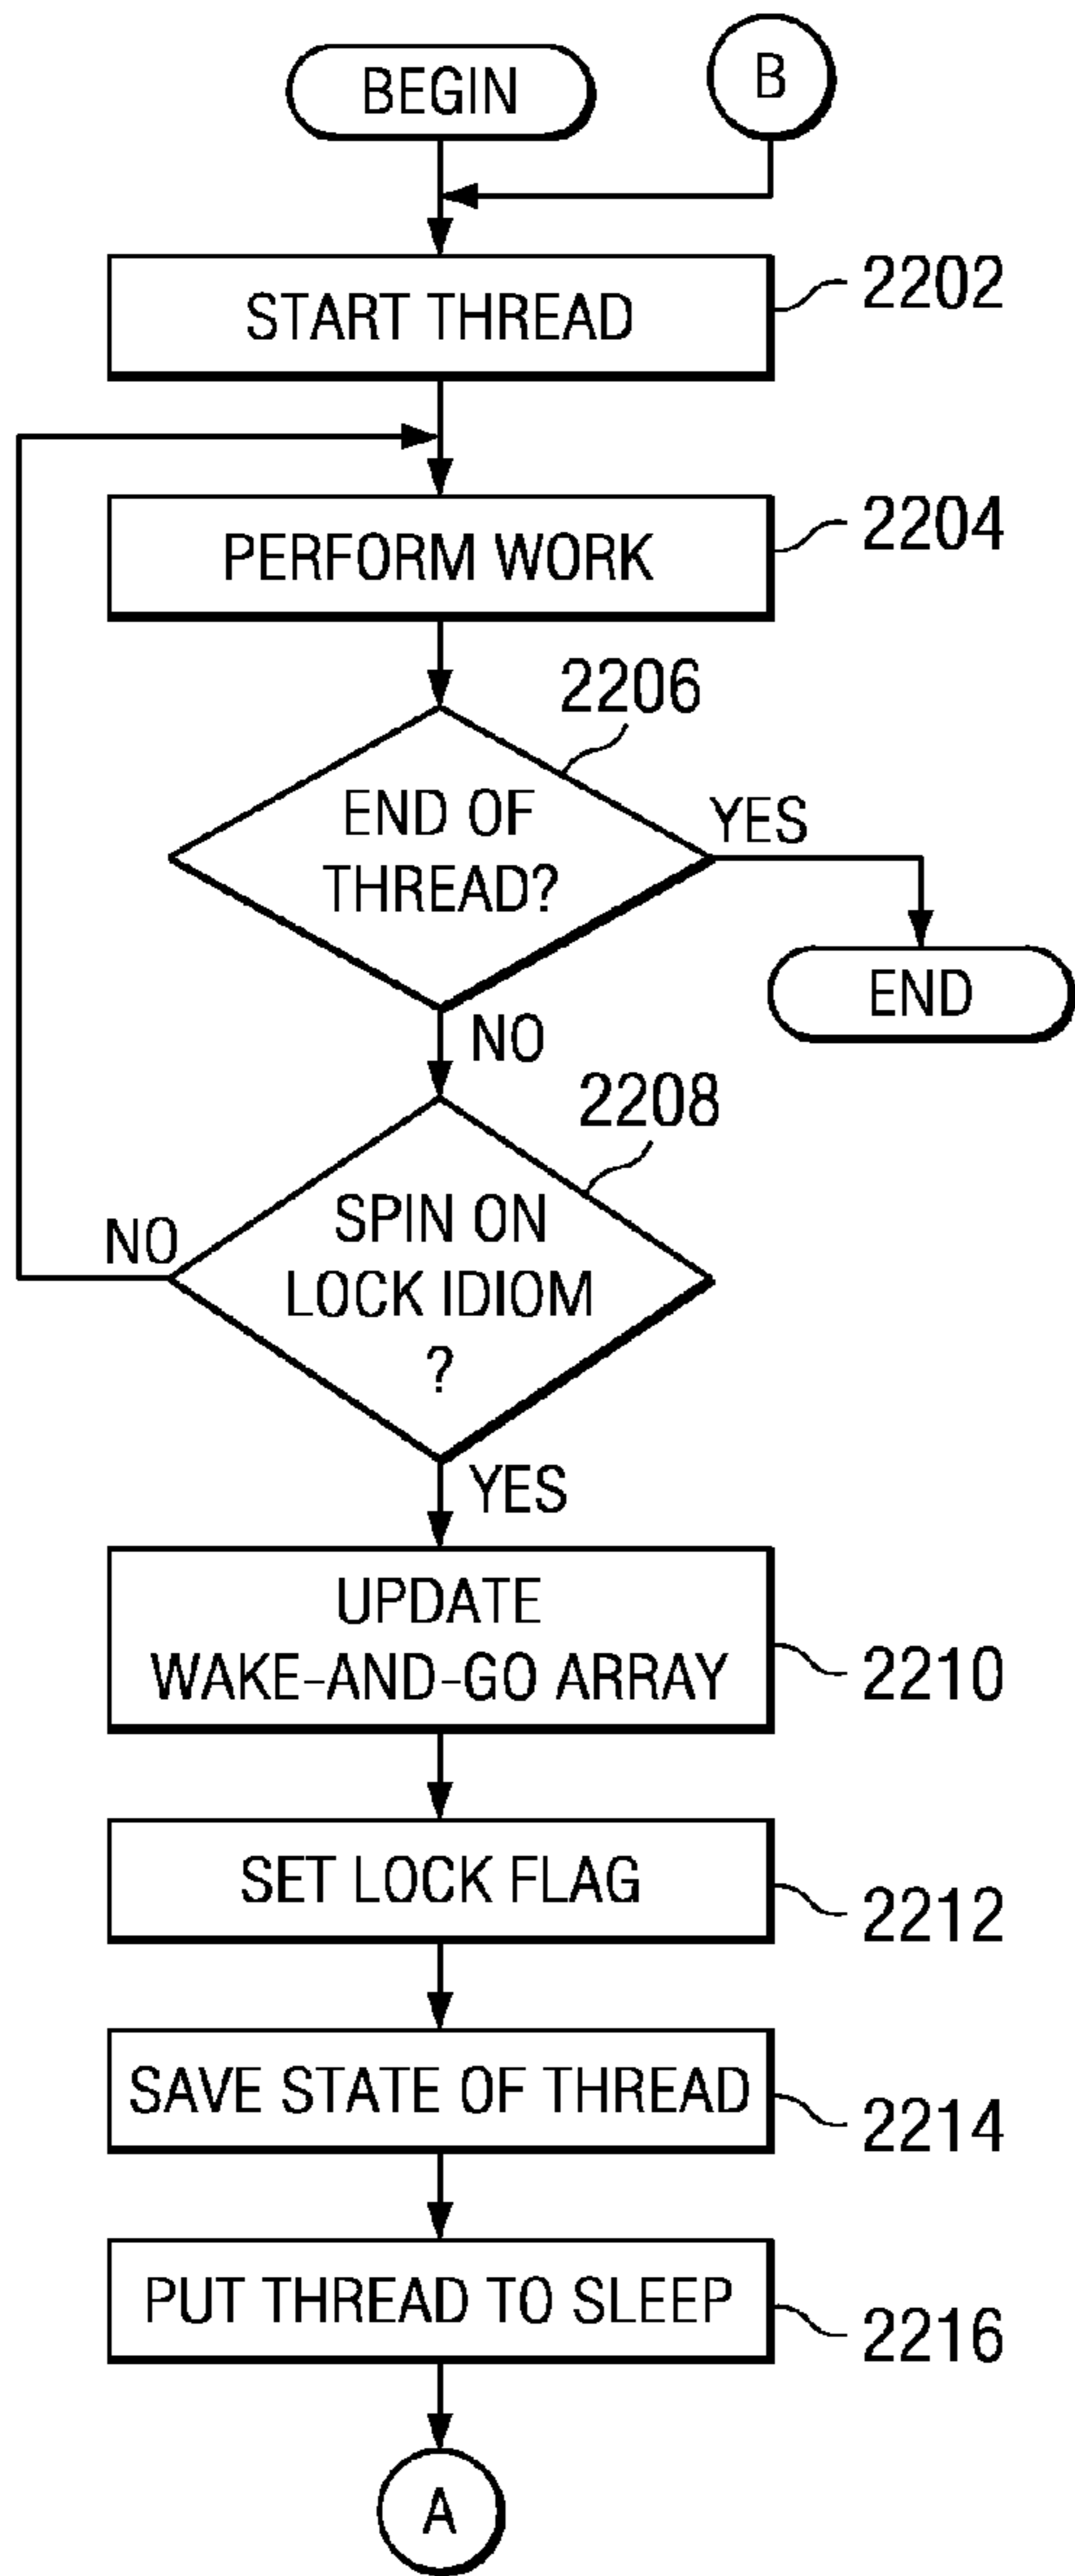 BEGIN
B
START THREAD
2202
PERFORM WORK
2204
2206
END OF
THREAD?
YES
END
NO
2208
SPIN ON
LOCK IDIOM
?
NO
YES
UPDATE
WAKE-AND-GO ARRAY
2210
SET LOCK FLAG
2212
SAVE STATE OF THREAD
2214
PUT THREAD TO SLEEP
2216
A